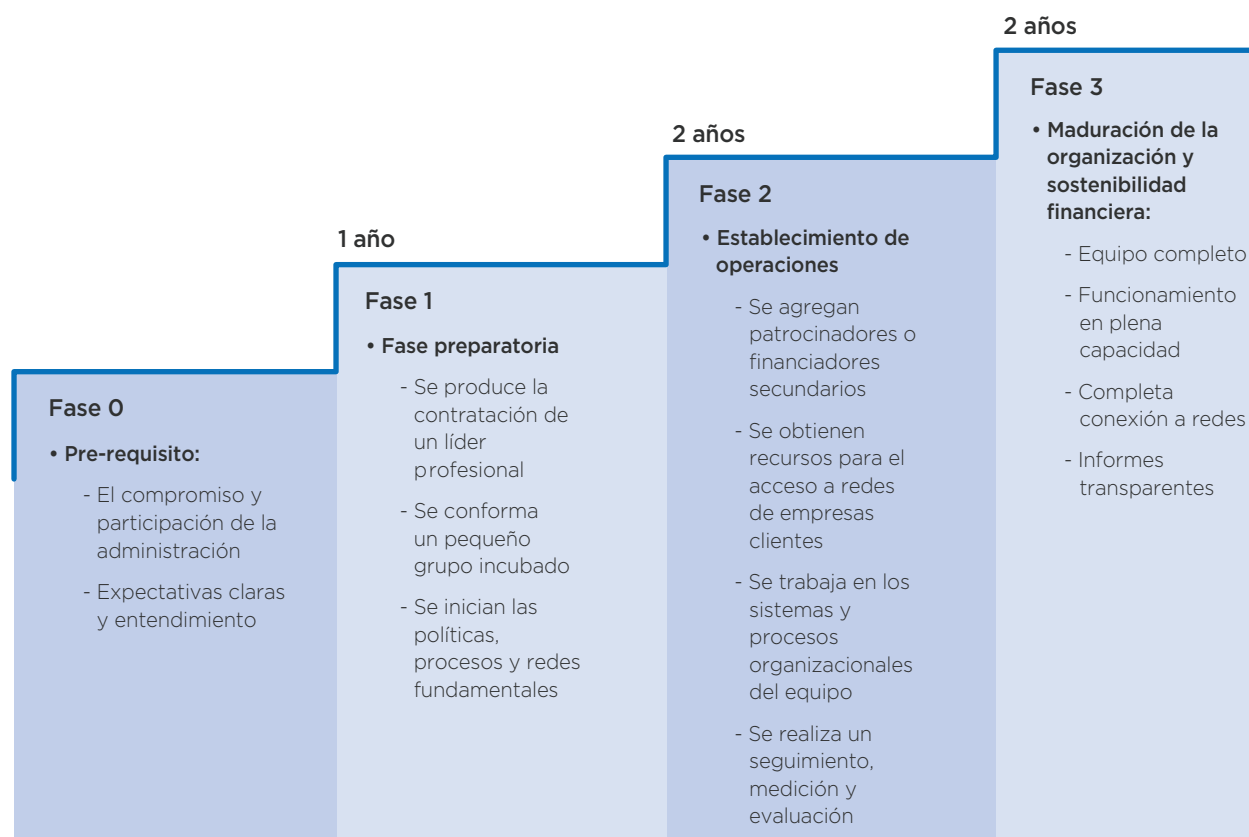 Fase 0
• Pre-requisito:
- El compromiso y
participación de la
administración
- Expectativas claras
y entendimiento
1 año
Fase 1
• Fase preparatoria
- Se produce la
contratación de
un líder
profesional
- Se conforma
un pequeño
grupo incubado
- Se inician las
políticas,
procesos y redes
fundamentales
2 años
Fase 2
• Establecimiento de
operaciones
- Se agregan
patrocinadores o
financiadores
secundarios
- Se obtienen
recursos para el
acceso a redes
de empresas
clientes
- Se trabaja en los
sistemas y
procesos
organizacionales
del equipo
- Se realiza un
seguimiento,
medición y
evaluación
2 años
Fase 3
• Maduración de la
organización y
sostenibilidad
financiera:
- Equipo completo
- Funcionamiento
en plena
capacidad
- Completa
conexión a redes
- Informes
transparentes